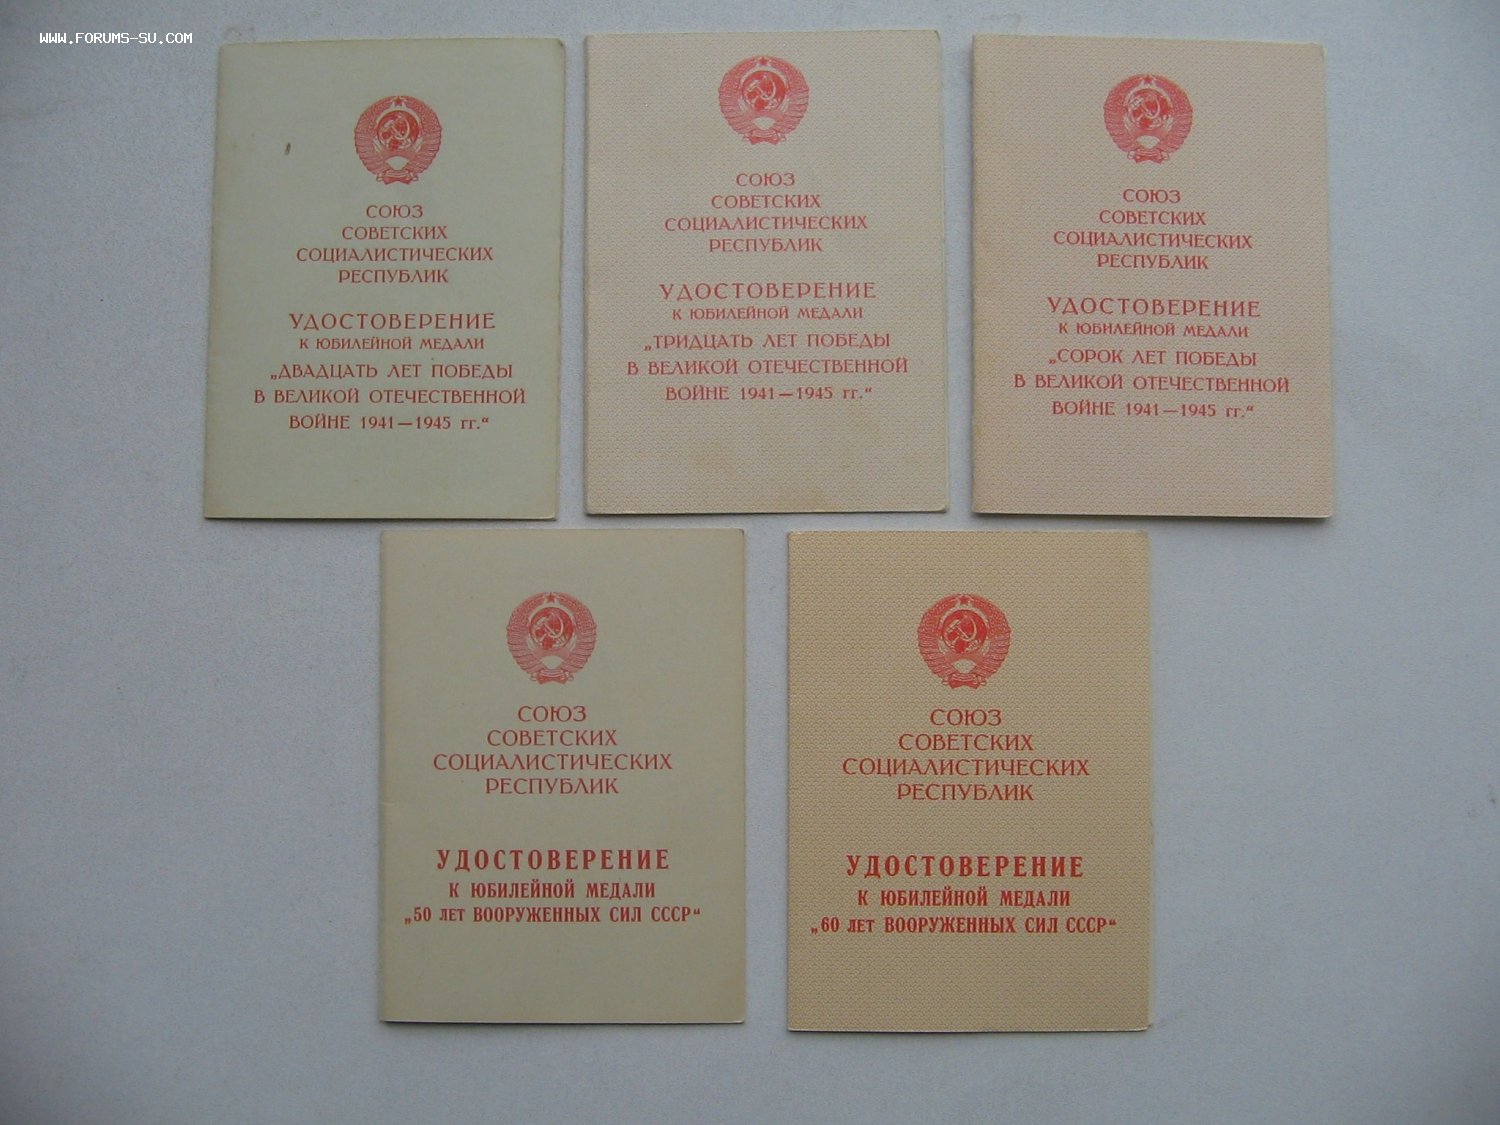 WWW.FORUMS-SU.COM
СОЮЗ
СОВЕТСКИХ
СОЦИАЛИСТИЧЕСКИХ
РЕСПУБЛИК
УДОСТОВЕРЕНИЕ
К ЮБИЛЕЙНОЙ МЕДАЛИ
„ДВАДЦАТЬ ЛЕТ ПОБЕДЫ
В ВЕЛИКОЙ ОТЕЧЕСТВЕННОЙ
ВОЙНЕ 1941—1945 гг.“
СОЮЗ
СОВЕТСКИХ
СОЦИАЛИСТИЧЕСКИХ
РЕСПУБЛИК
УДОСТОВЕРЕНИЕ
К ЮБИЛЕЙНОЙ МЕДАЛИ
„ТРИДЦАТЬ ЛЕТ ПОБЕДЫ
В ВЕЛИКОЙ ОТЕЧЕСТВЕННОЙ
ВОЙНЕ 1941—1945 гг.“
СОЮЗ
СОВЕТСКИХ
СОЦИАЛИСТИЧЕСКИХ
РЕСПУБЛИК
УДОСТОВЕРЕНИЕ
К ЮБИЛЕЙНОЙ МЕДАЛИ
„СОРОК ЛЕТ ПОБЕДЫ
В ВЕЛИКОЙ ОТЕЧЕСТВЕННОЙ
ВОЙНЕ 1941—1945 гг.“
СОЮЗ
СОВЕТСКИХ
СОЦИАЛИСТИЧЕСКИХ
РЕСПУБЛИК
УДОСТОВЕРЕНИЕ
К ЮБИЛЕЙНОЙ МЕДАЛИ
„50 ЛЕТ ВООРУЖЕННЫХ СИЛ СССР“
СОЮЗ
СОВЕТСКИХ
СОЦИАЛИСТИЧЕСКИХ
РЕСПУБЛИК
УДОСТОВЕРЕНИЕ
К ЮБИЛЕЙНОЙ МЕДАЛИ
„60 ЛЕТ ВООРУЖЕННЫХ СИЛ СССР“